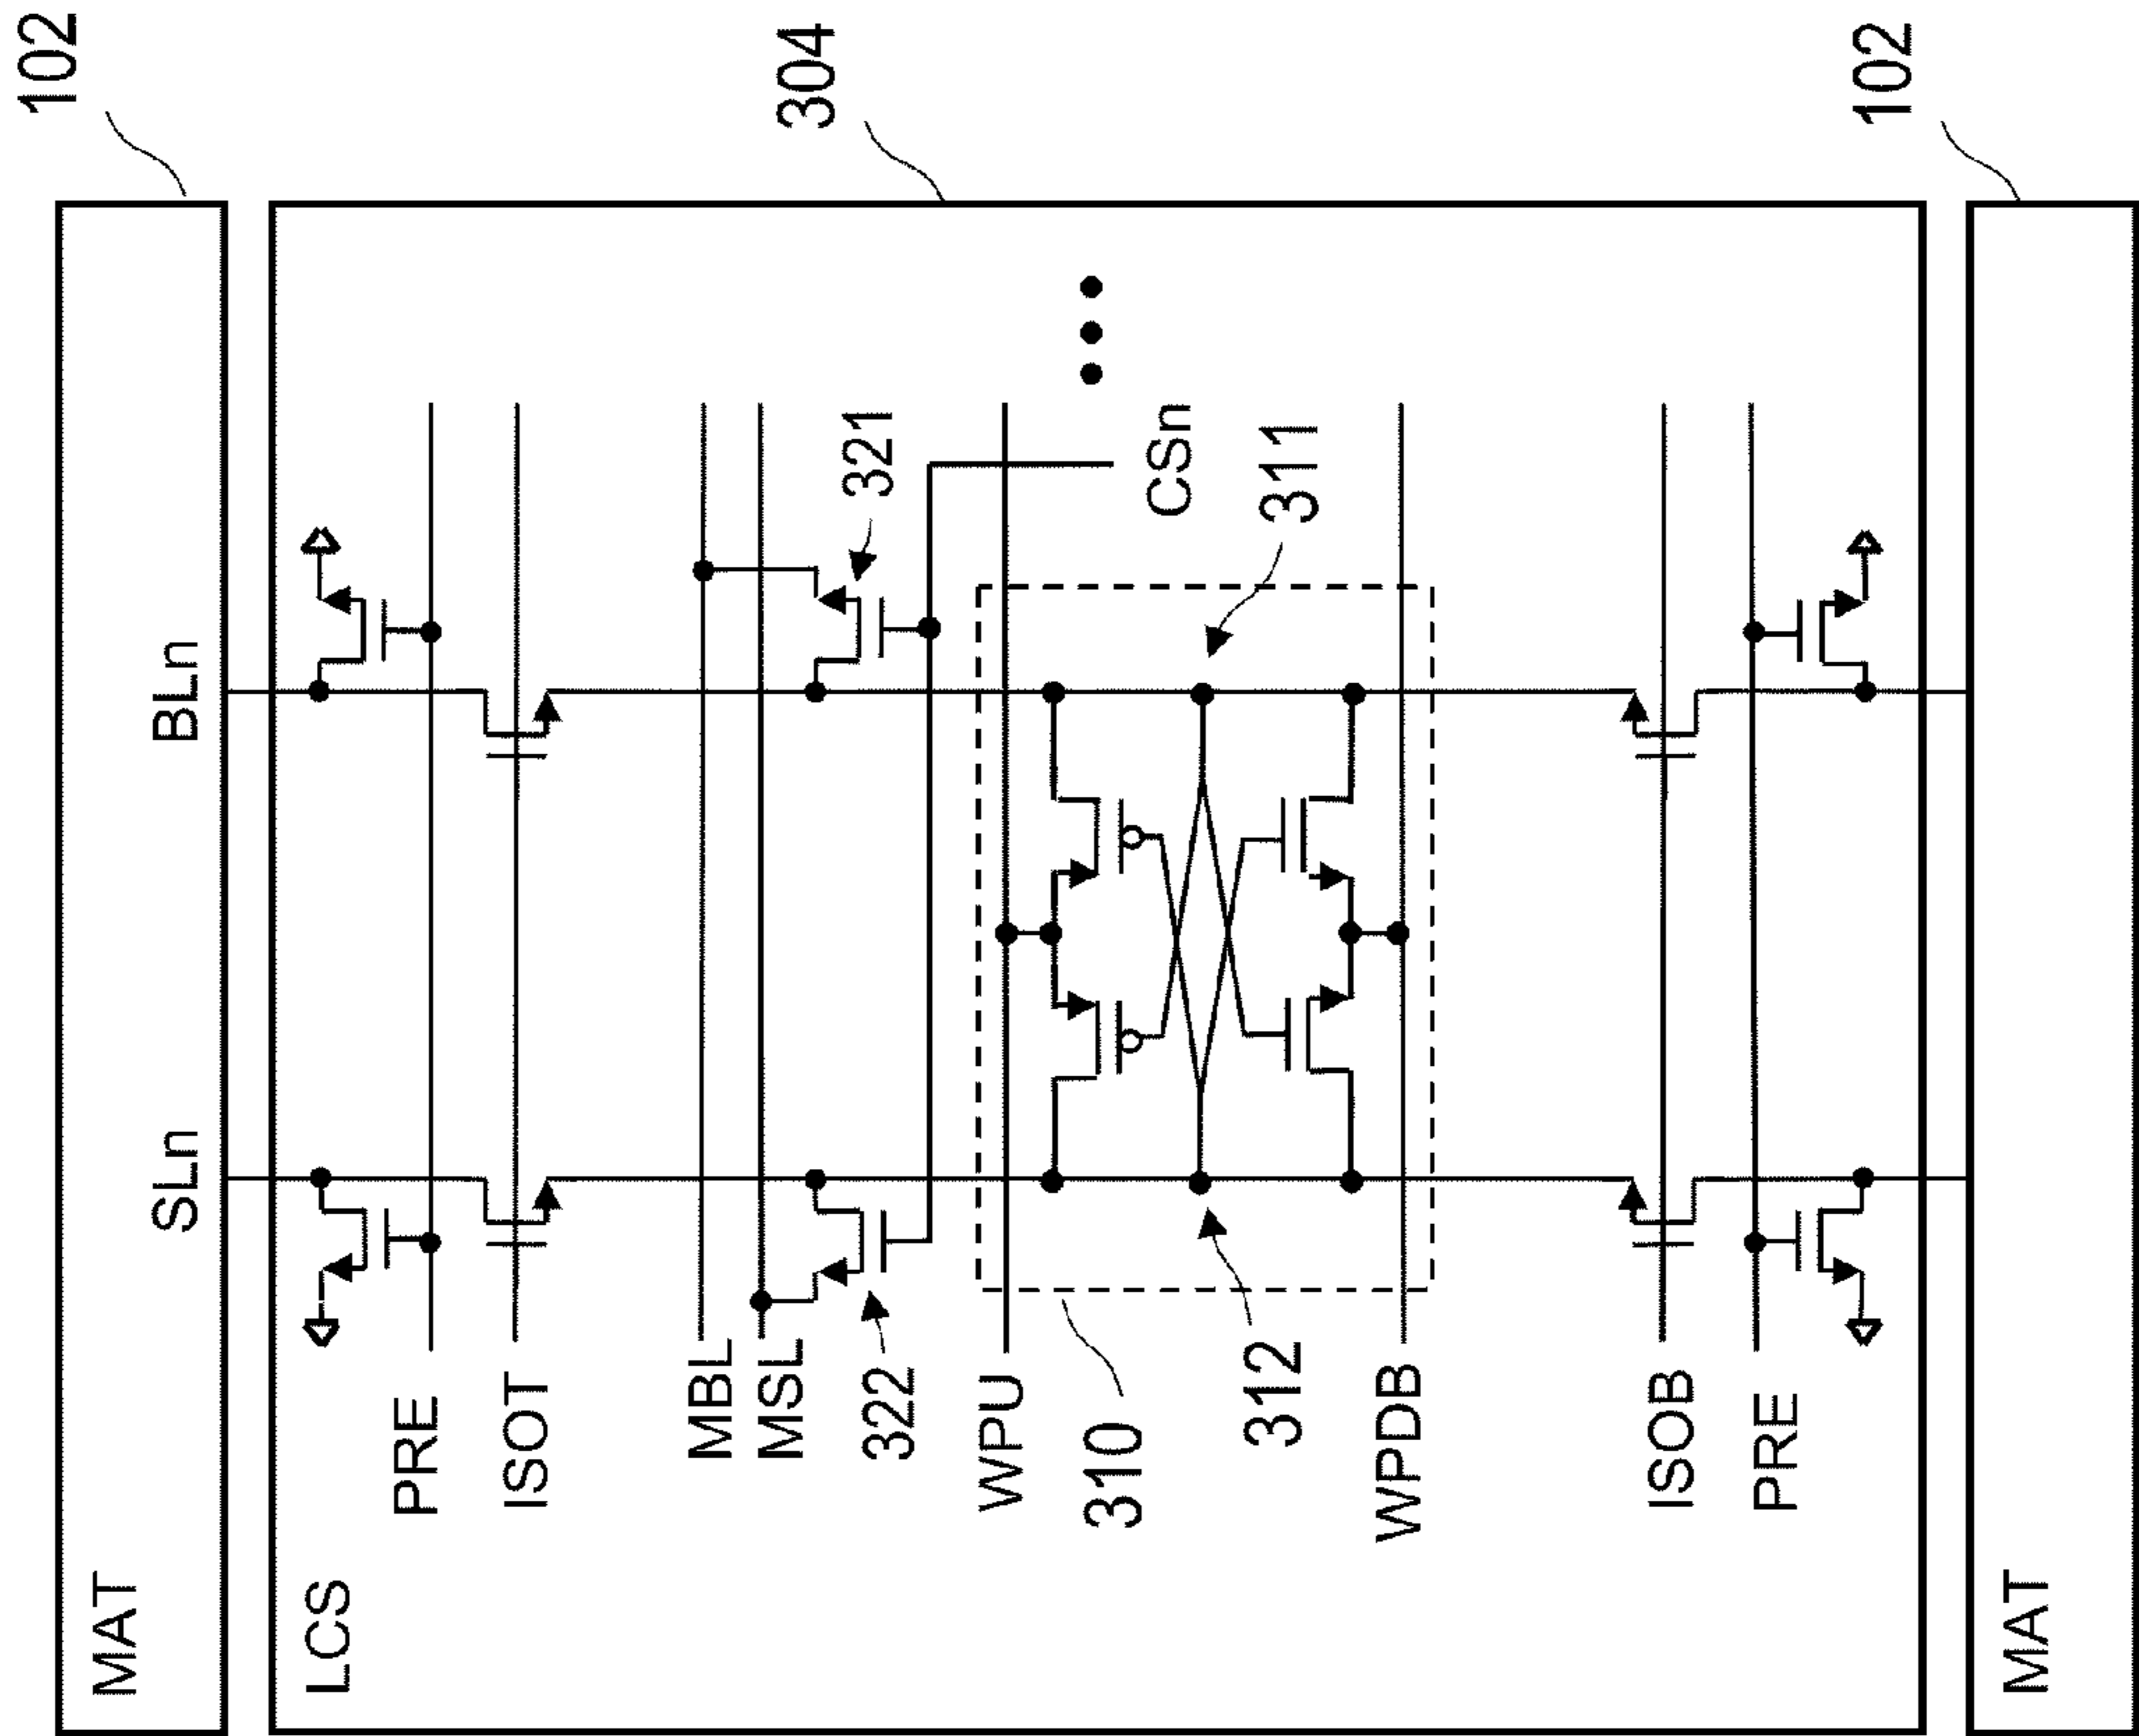 102
304
102
MAT
SLn
BLn
LCS
PRE
ISOT
MBL
MSL
322
321
WPU
CSn
310
312
311
WPDB
ISOB
PRE
MAT